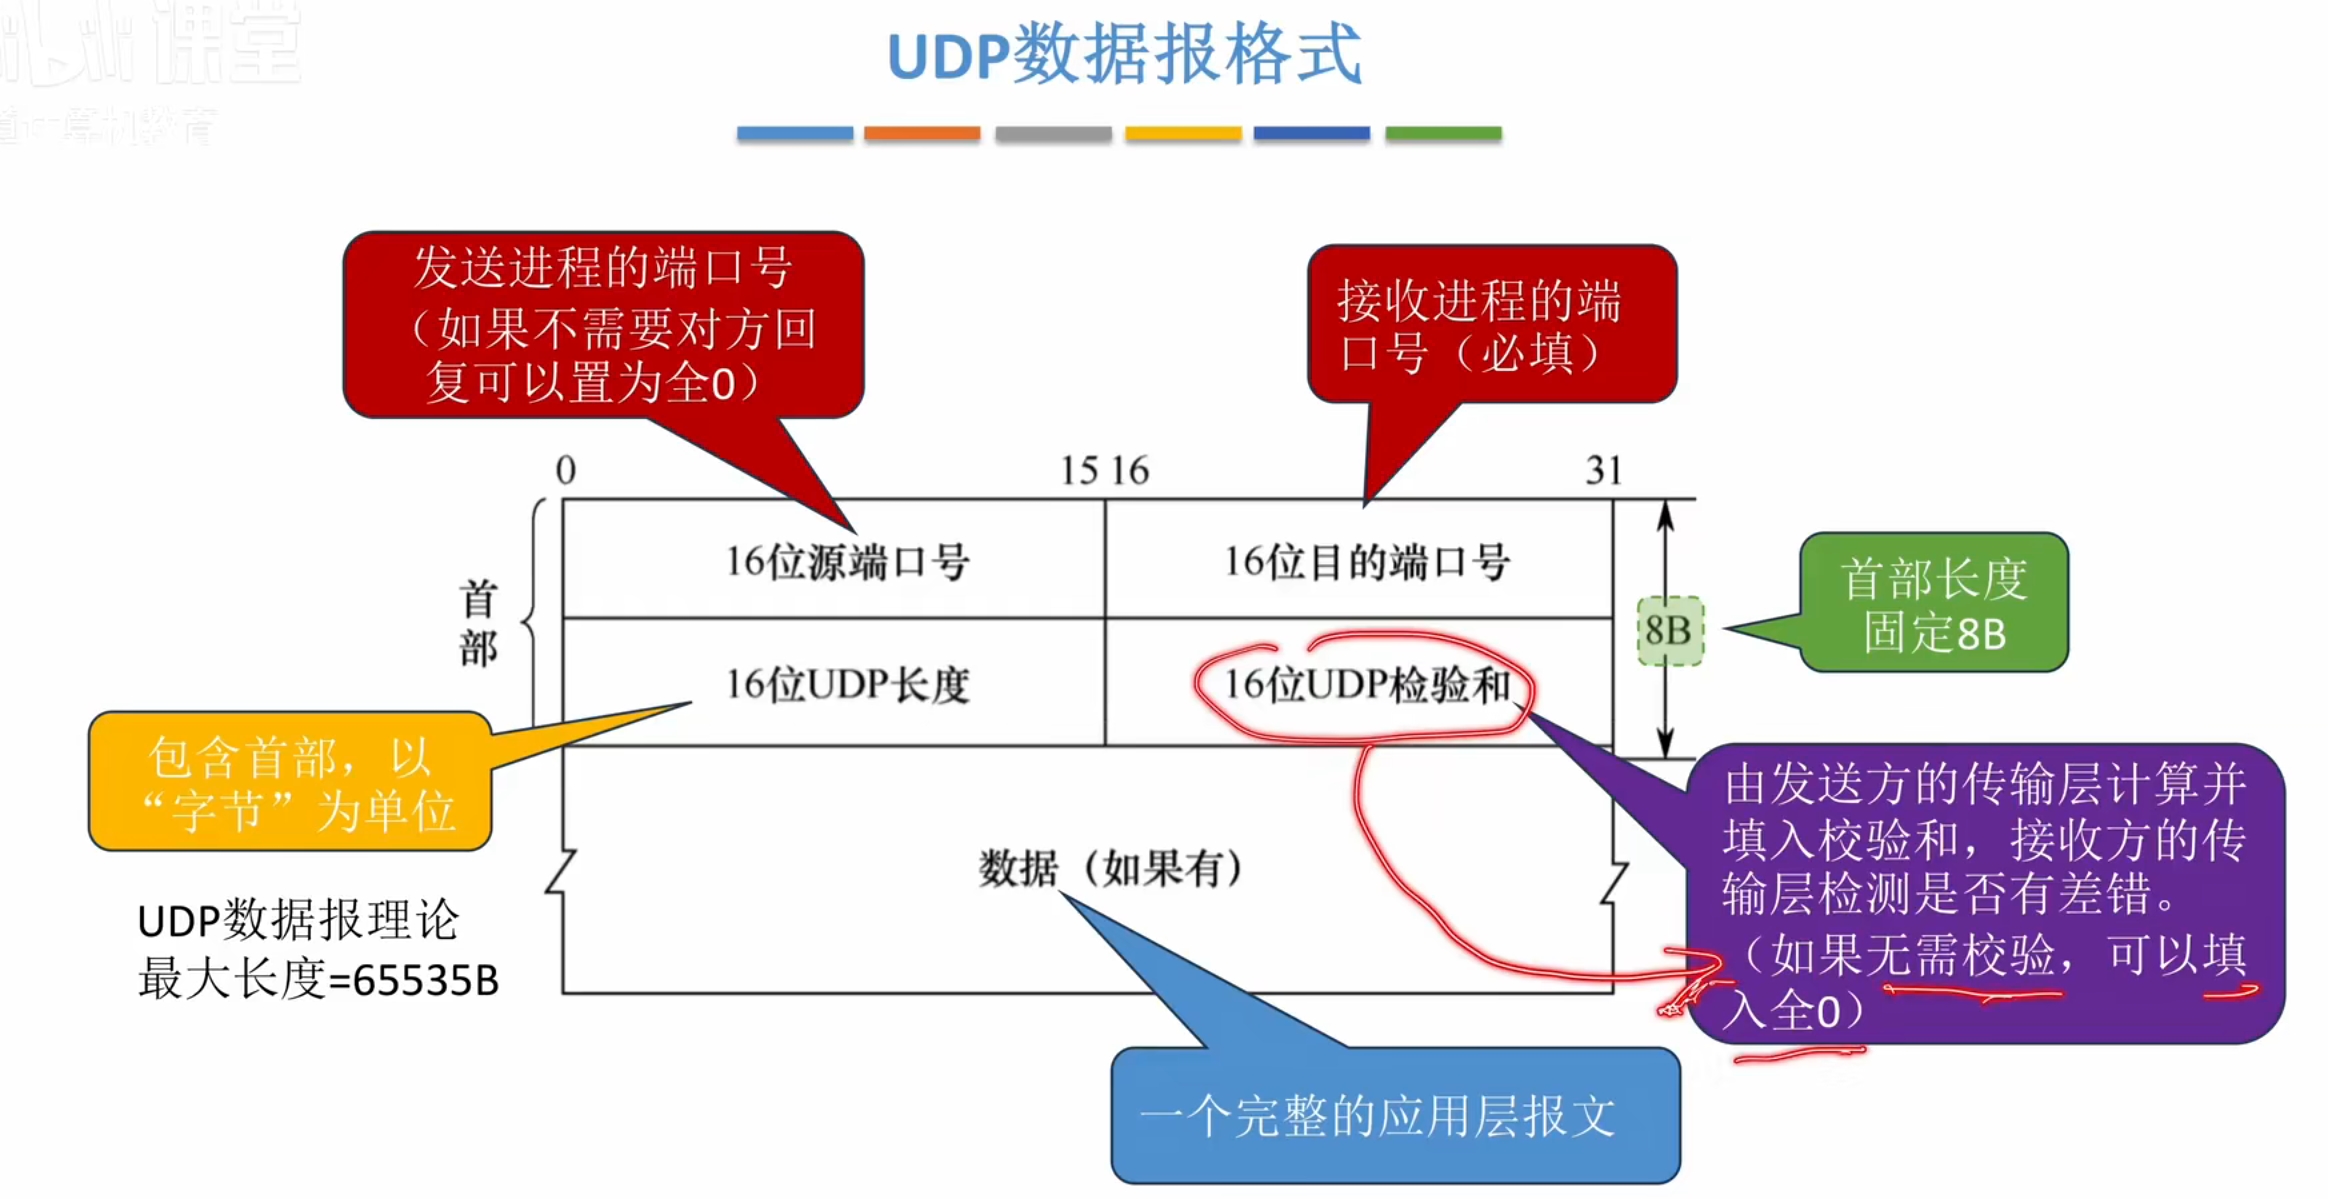 课堂
道计算机教育
UDP数据报格式
发送进程的端口号
（如果不需要对方回
复可以置为全0）
接收进程的端
口号（必填）
0
15 16
31
首
部
16位源端口号
16位目的端口号
16位UDP长度
16位UDP检验和
8B
首部长度
固定8B
包含首部，以
“字节”为单位
由发送方的传输层计算并
填入校验和，接收方的传
输层检测是否有差错。
（如果无需校验，可以填
入全0）
数据（如果有）
UDP数据报理论
最大长度=65535B
一个完整的应用层报文